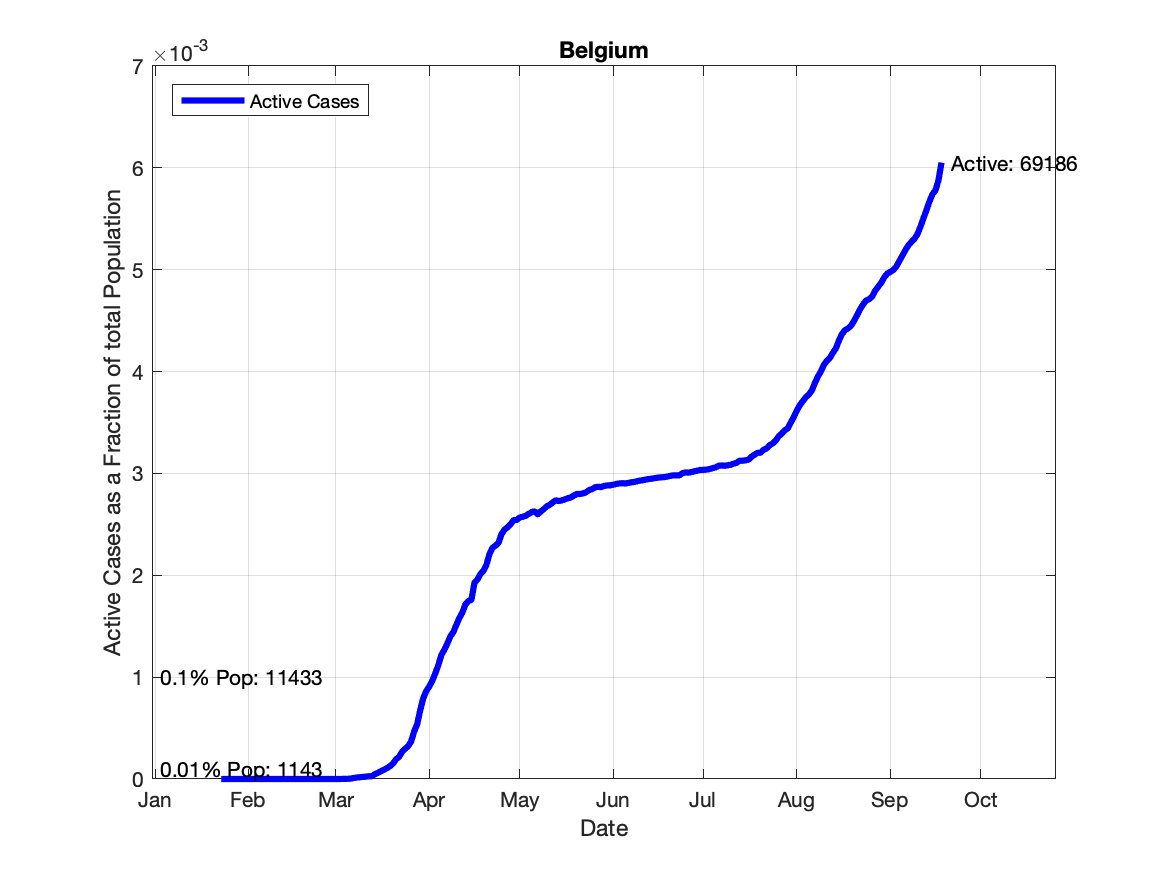 Belgium
×10-3
7
6
5
4
3
2
1
0
Active Cases as a Fraction of total Population
Active Cases
Active: 69186
0.1% Pop: 11433
0.01% Pop: 1143
Jan Feb Mar Apr May Jun Jul Aug Sep Oct
Date